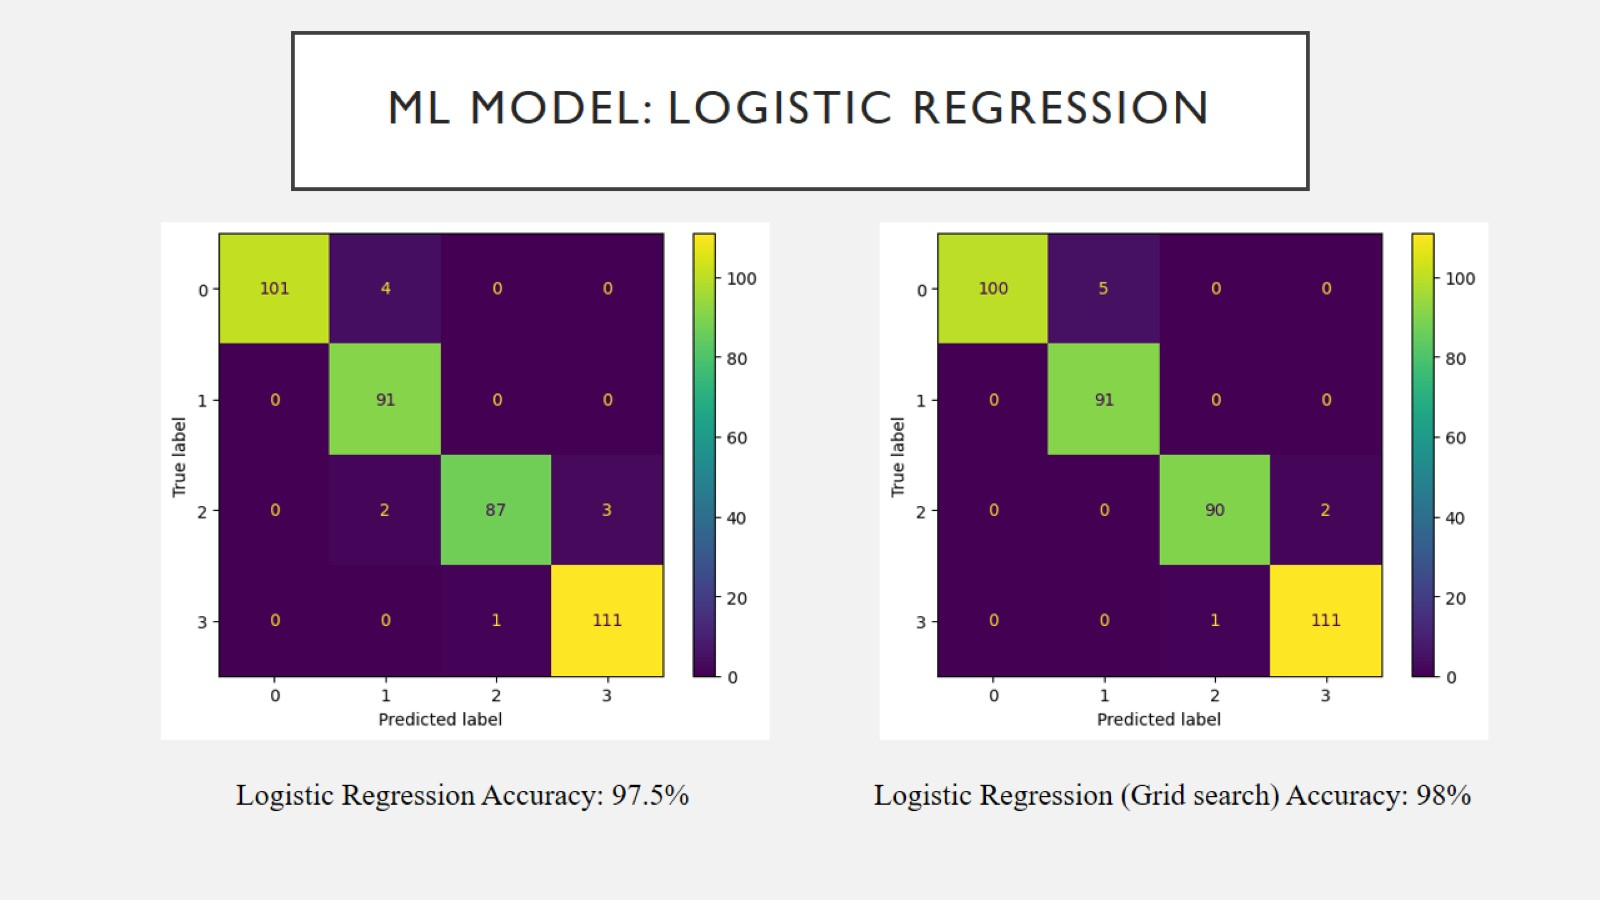 ML MODEL: LOGISTIC REGRESSION
0 101 4 0 0
1 0 91 0 0
2 0 2 87 3
3 0 0 1 111
0 1 2 3
Predicted label
True label
100
80
60
40
20
0
0 100 5 0 0
1 0 91 0 0
2 0 0 90 2
3 0 0 1 111
0 1 2 3
Predicted label
True label
100
80
60
40
20
0
Logistic Regression Accuracy: 97.5%
Logistic Regression (Grid search) Accuracy: 98%